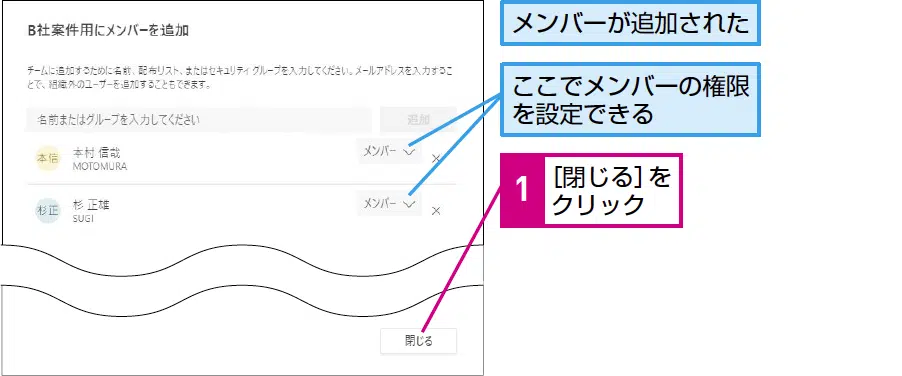 B社案件用にメンバーを追加
チームに追加するために名前、配布リスト、またはセキュリティ グループを入力してください。メールアドレスを入力するこ
とで、組織外のユーザーを追加することもできます。
名前またはグループを入力してください
追加
本信
本村 信哉
MOTOMURA
メンバー
杉正
杉 正雄
SUGI
メンバー
閉じる
メンバーが追加された
ここでメンバーの権限
を設定できる
1
[閉じる]を
クリック